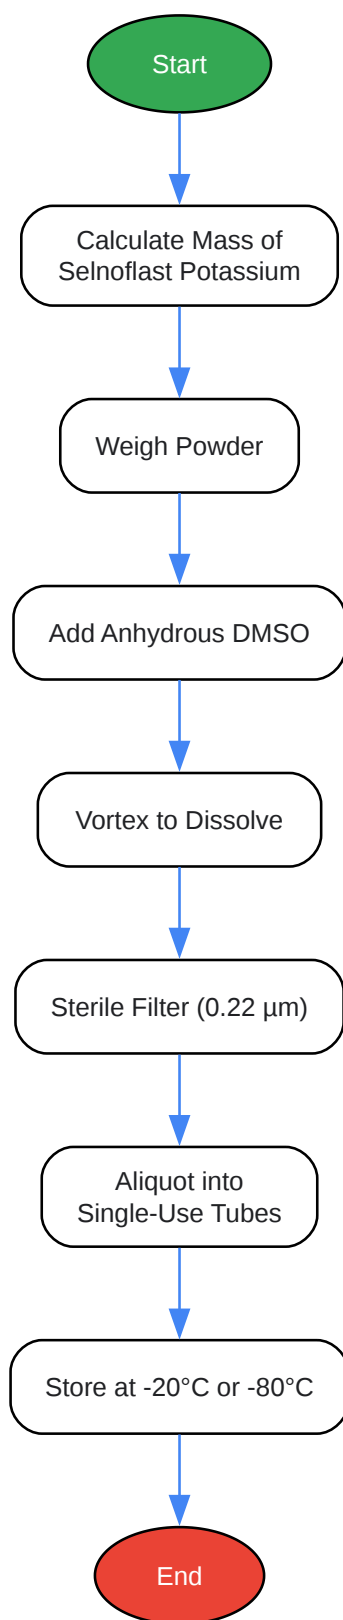 Start
Calculate Mass of
Selnoflast Potassium
Weigh Powder
Add Anhydrous DMSO
Vortex to Dissolve
Sterile Filter (0.22 µm)
Aliquot into
Single-Use Tubes
Store at -20°C or -80°C
End